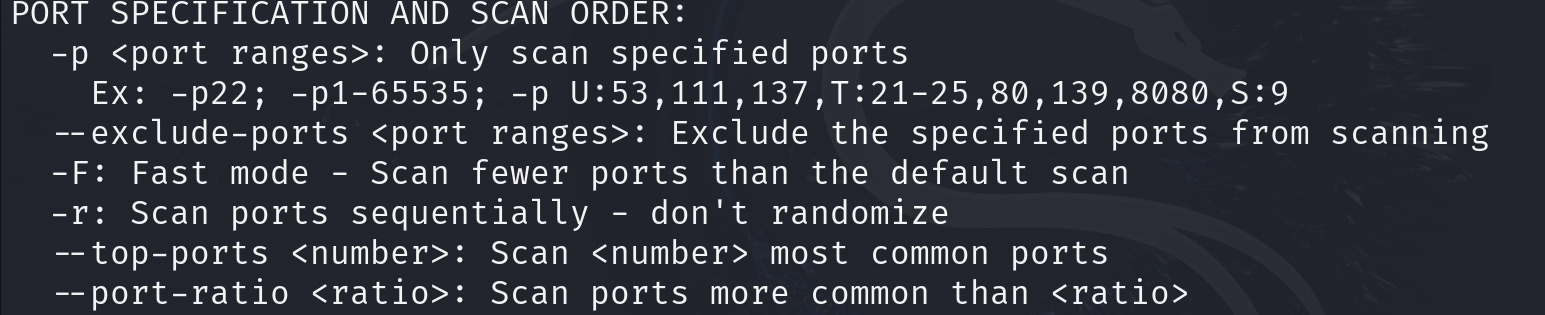 PORT SPECIFICATION AND SCAN ORDER:
  -p <port ranges>: Only scan specified ports
    Ex: -p22; -p1-65535; -p U:53,111,137,T:21-25,80,139,8080,S:9
  --exclude-ports <port ranges>: Exclude the specified ports from scanning
  -F: Fast mode - Scan fewer ports than the default scan
  -r: Scan ports sequentially - don't randomize
  --top-ports <number>: Scan <number> most common ports
  --port-ratio <ratio>: Scan ports more common than <ratio>